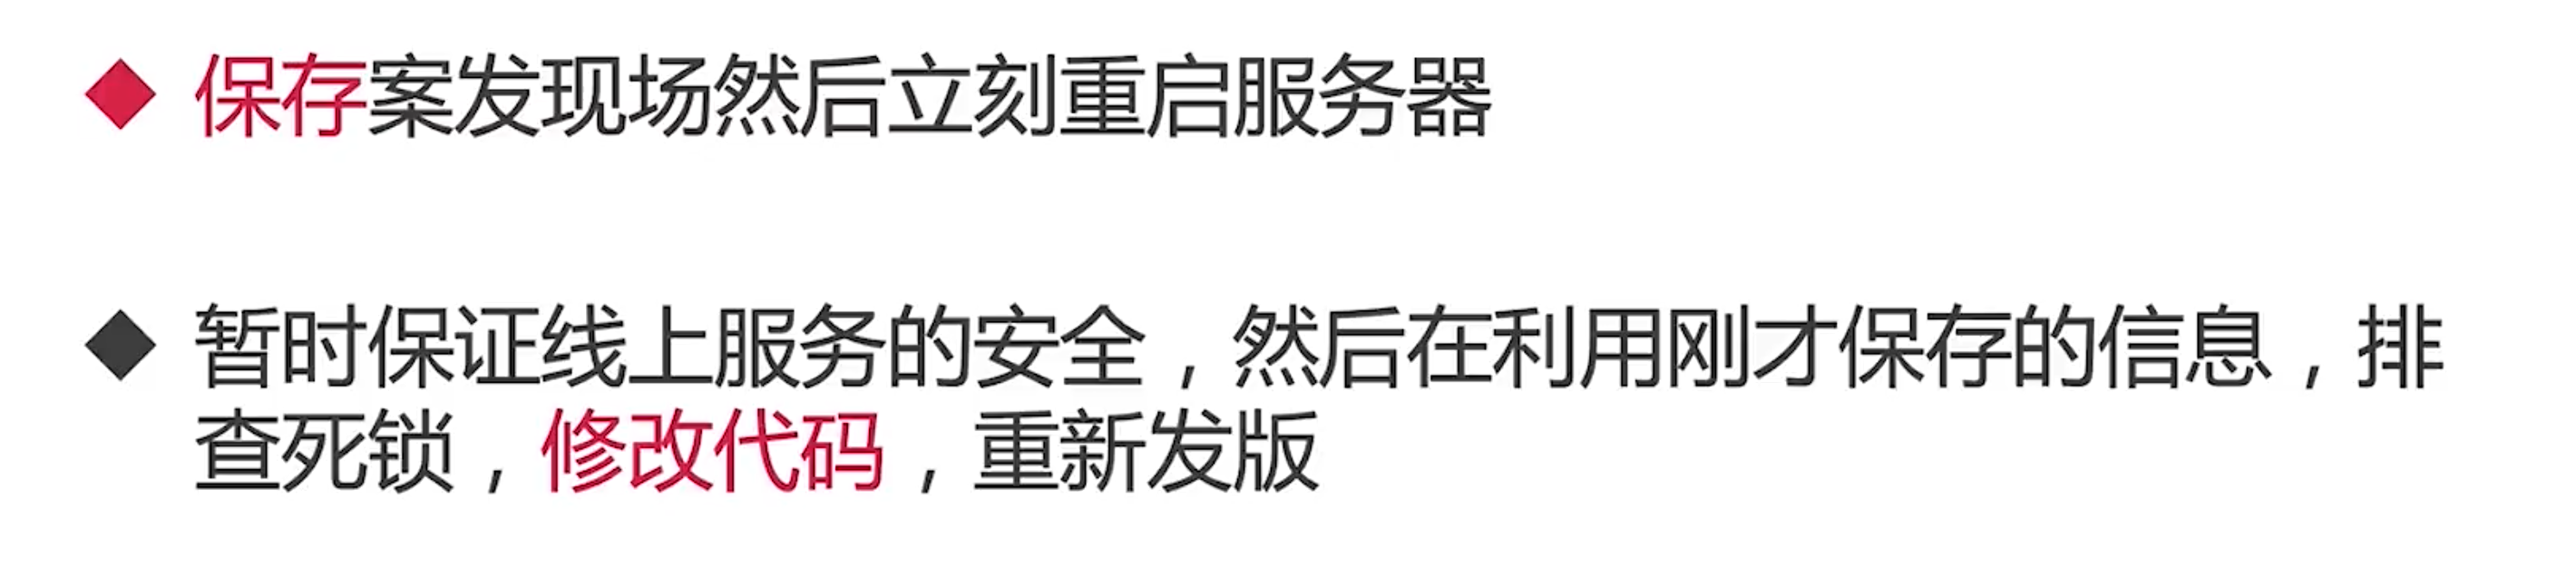 保存案发现场然后立刻重启服务器
暂时保证线上服务的安全，然后在利用刚才保存的信息，排
查死锁，修改代码，重新发版